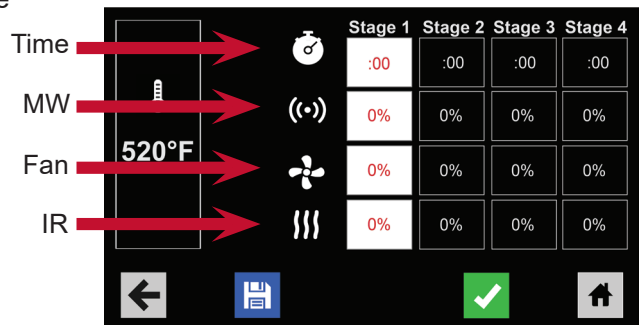 e
Stage 1 Stage 2 Stage 3 Stage 4
Time :00 :00 :00 :00
MW 0% 0% 0% 0%
520°F
Fan 0% 0% 0% 0%
IR 0% 0% 0% 0%